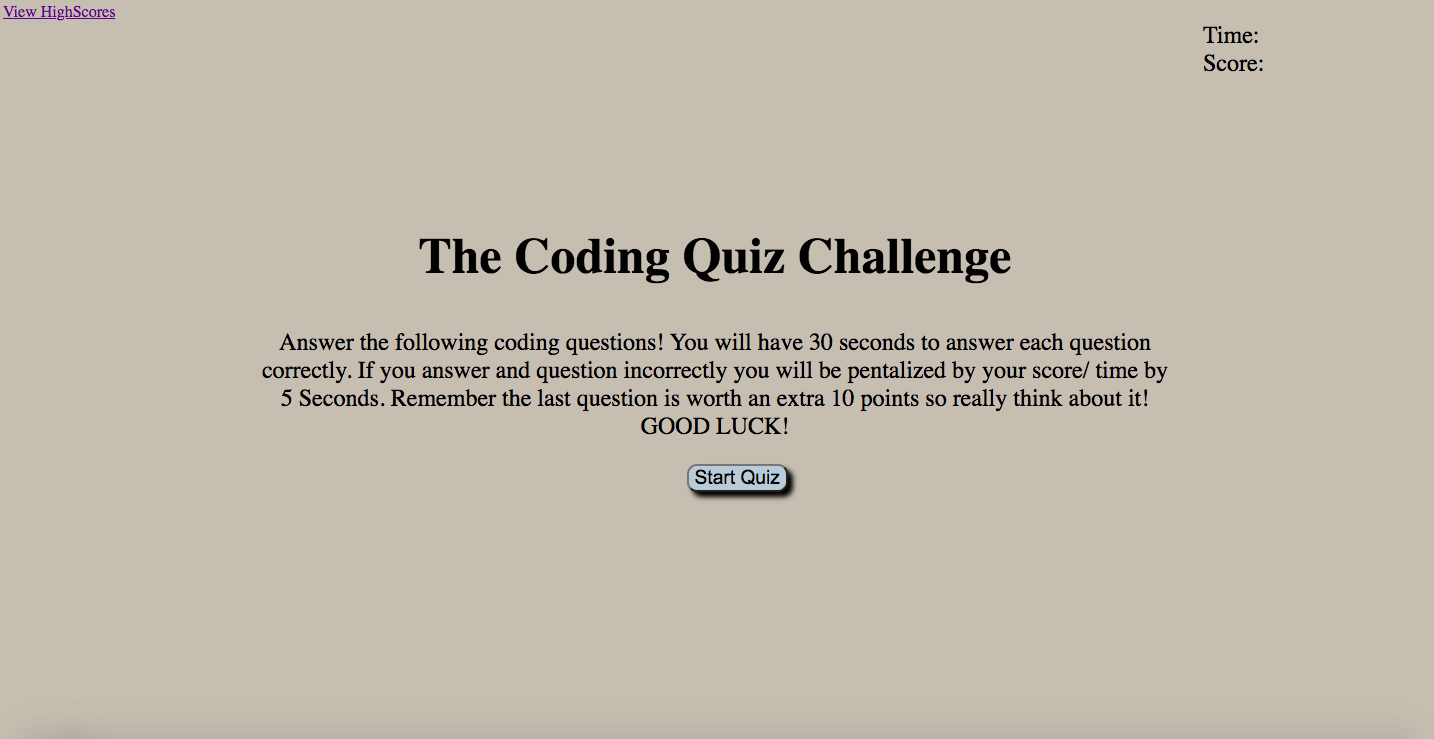 View HighScores
Time:
Score:
The Coding Quiz Challenge
Answer the following coding questions! You will have 30 seconds to answer each question
correctly. If you answer and question incorrectly you will be pentalized by your score/ time by
5 Seconds. Remember the last question is worth an extra 10 points so really think about it!
GOOD LUCK!
Start Quiz